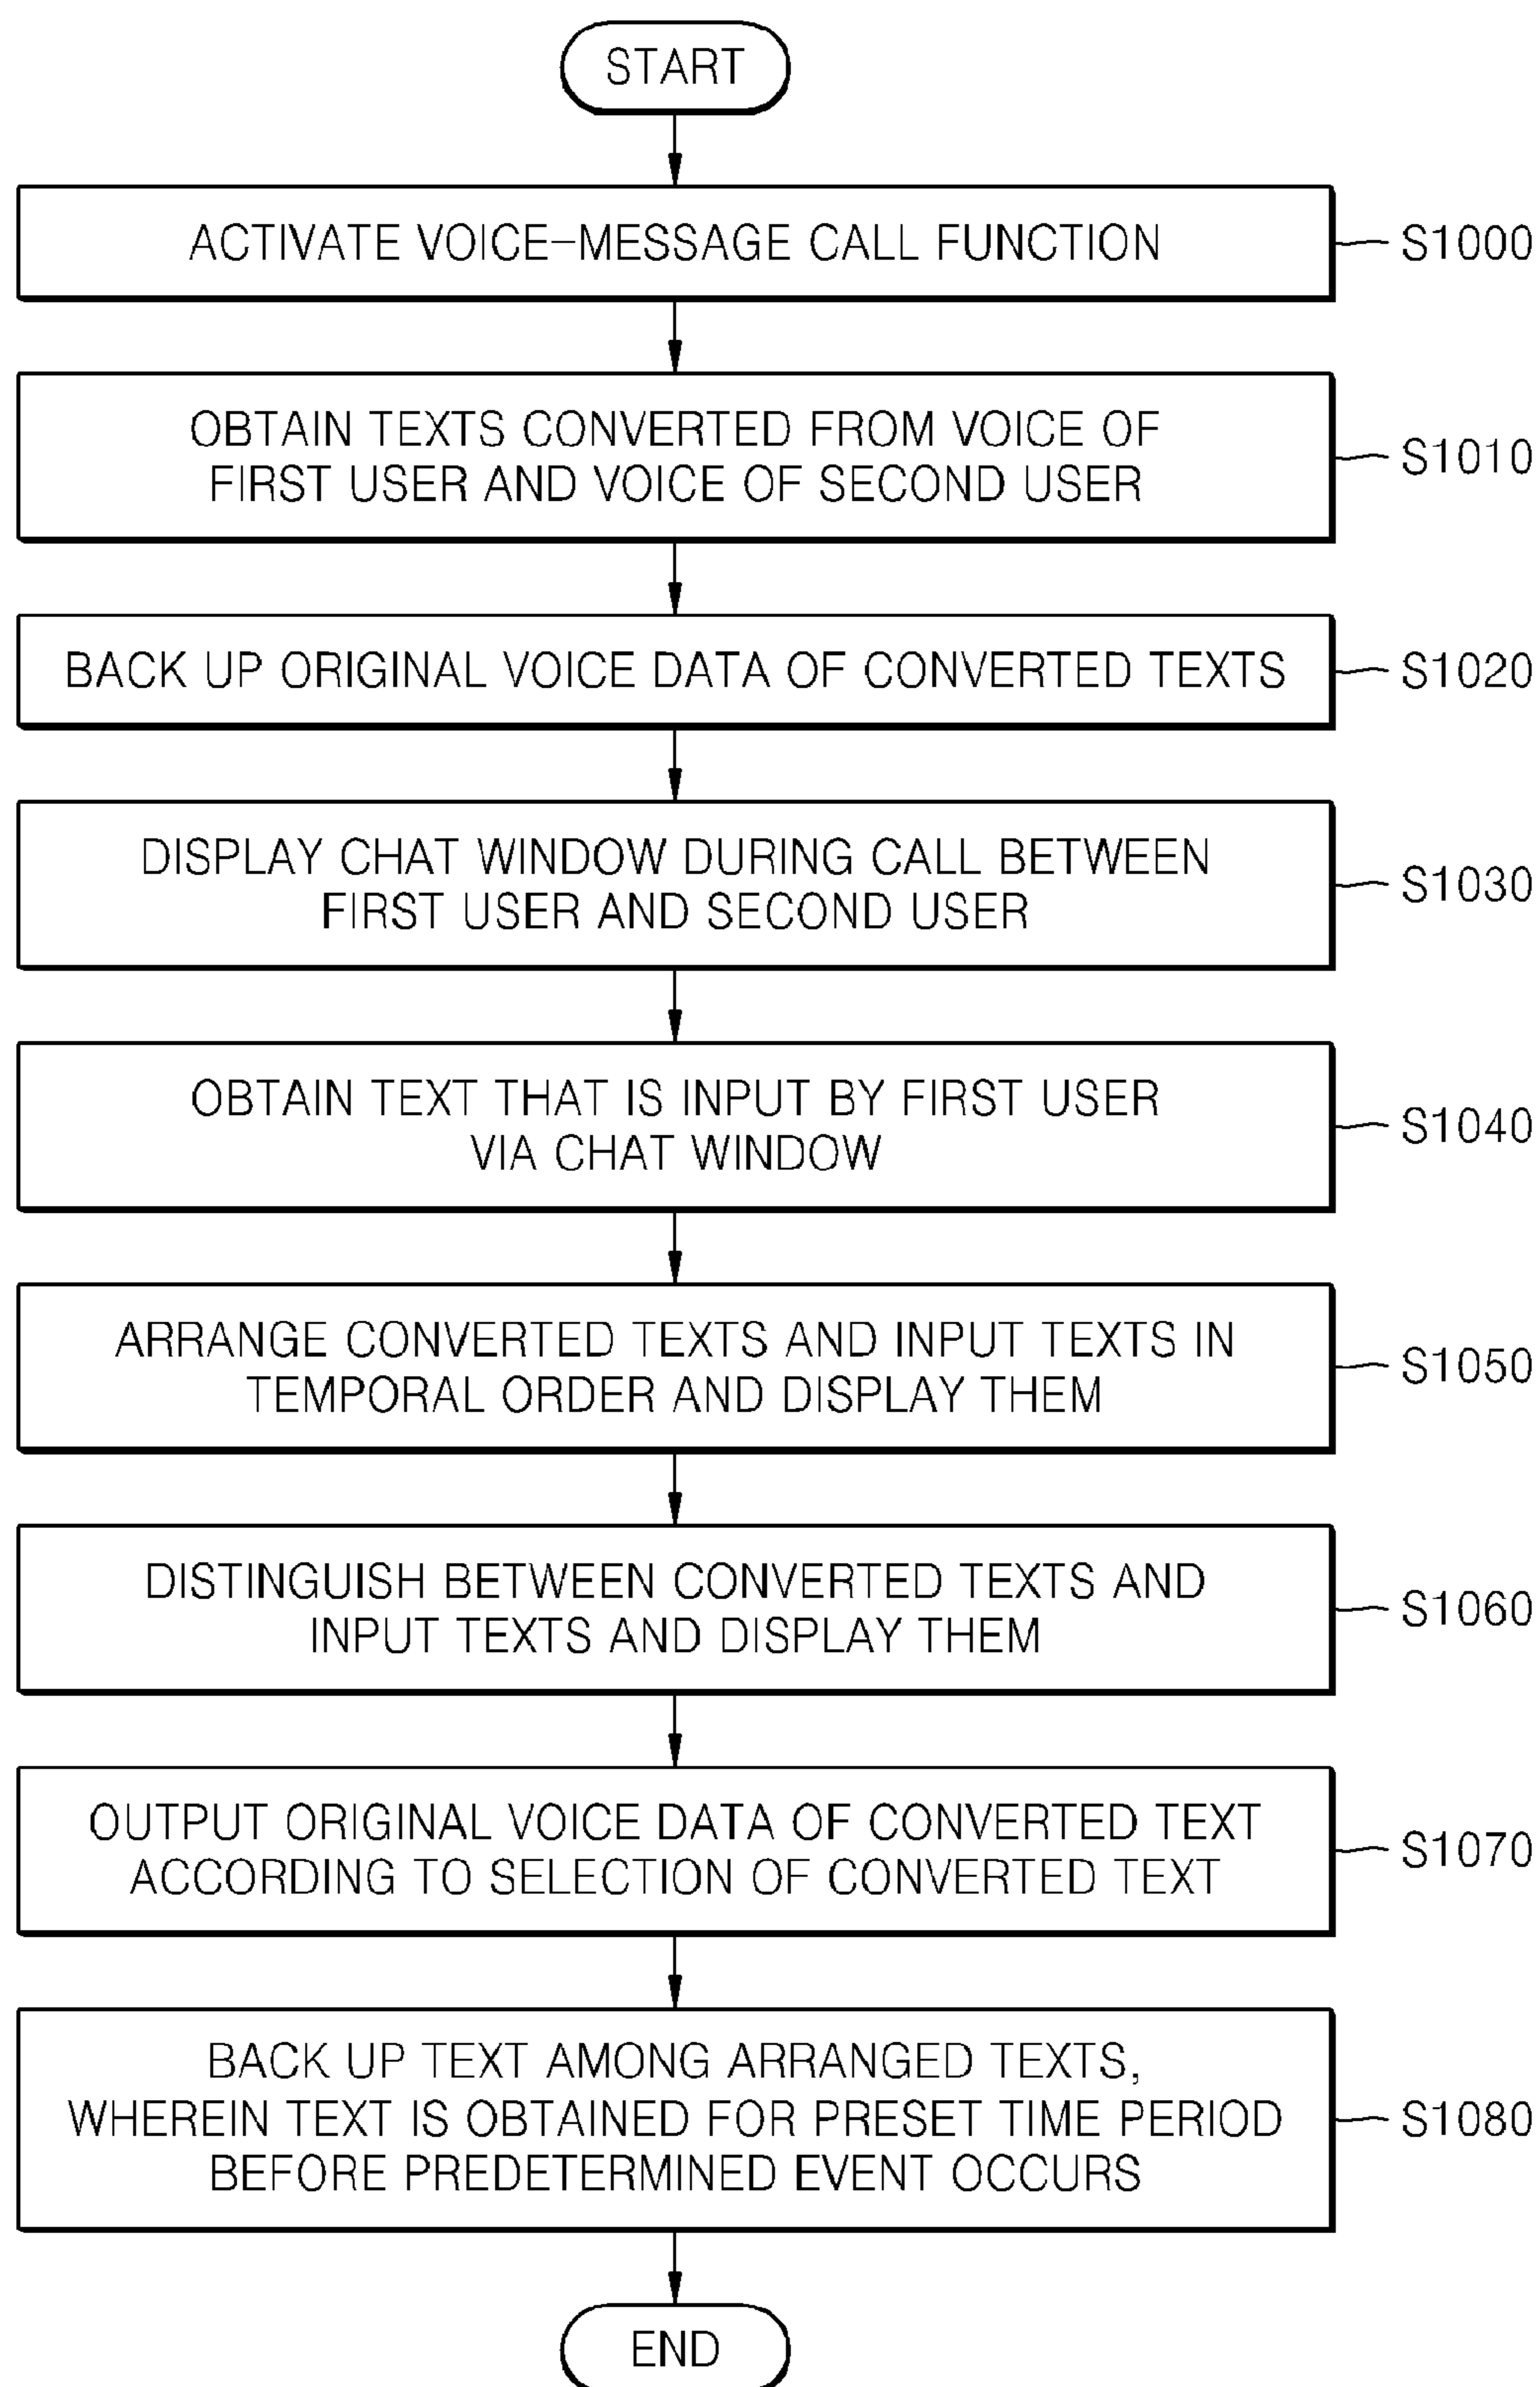 START
ACTIVATE VOICE-MESSAGE CALL FUNCTION
S1000
OBTAIN TEXTS CONVERTED FROM VOICE OF
FIRST USER AND VOICE OF SECOND USER
S1010
BACK UP ORIGINAL VOICE DATA OF CONVERTED TEXTS
S1020
DISPLAY CHAT WINDOW DURING CALL BETWEEN
FIRST USER AND SECOND USER
S1030
OBTAIN TEXT THAT IS INPUT BY FIRST USER
VIA CHAT WINDOW
S1040
ARRANGE CONVERTED TEXTS AND INPUT TEXTS IN
TEMPORAL ORDER AND DISPLAY THEM
S1050
DISTINGUISH BETWEEN CONVERTED TEXTS AND
INPUT TEXTS AND DISPLAY THEM
S1060
OUTPUT ORIGINAL VOICE DATA OF CONVERTED TEXT
ACCORDING TO SELECTION OF CONVERTED TEXT
S1070
BACK UP TEXT AMONG ARRANGED TEXTS,
WHEREIN TEXT IS OBTAINED FOR PRESET TIME PERIOD
BEFORE PREDETERMINED EVENT OCCURS
S1080
END